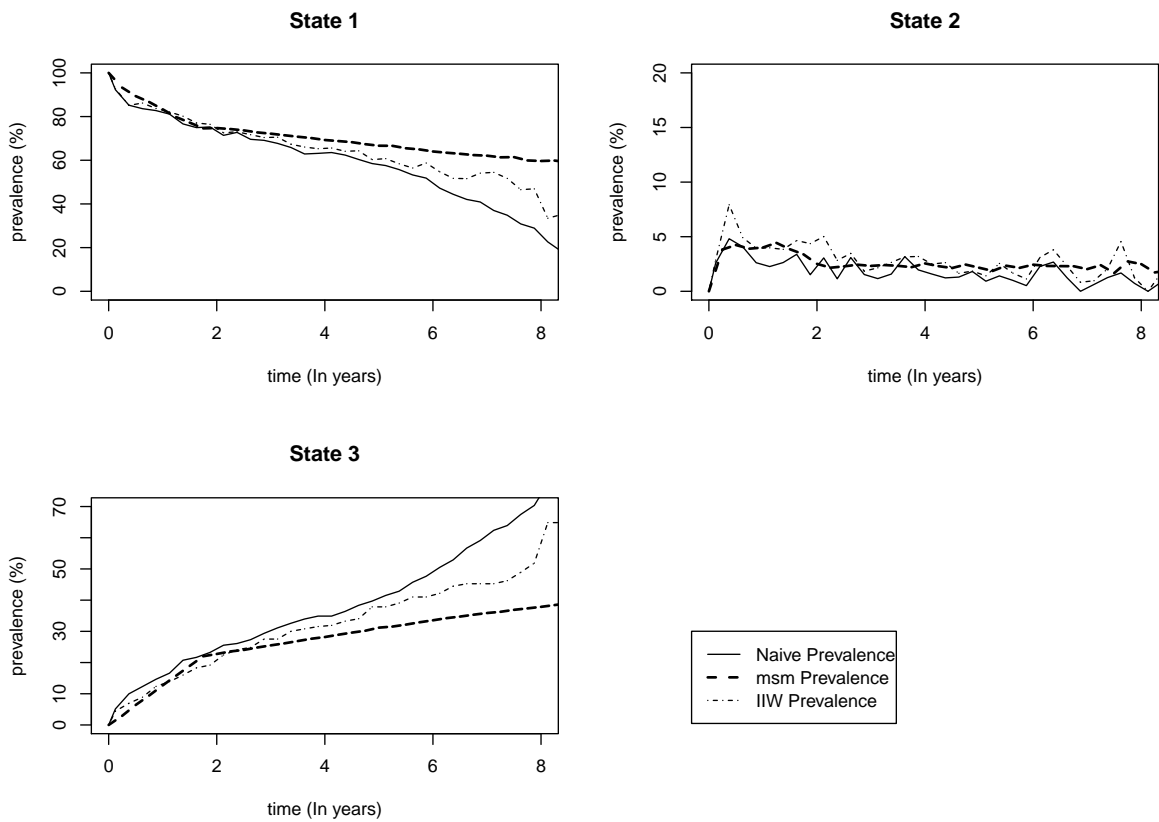 State 1
prevalence (%)
100
80
60
40
20
0
0 2 4 6 8
time (In years)
State 2
prevalence (%)
20
15
10
5
0
0 2 4 6 8
time (In years)
State 3
prevalence (%)
70
50
30
10
0
0 2 4 6 8
time (In years)
Naive Prevalence
msm Prevalence
IIW Prevalence